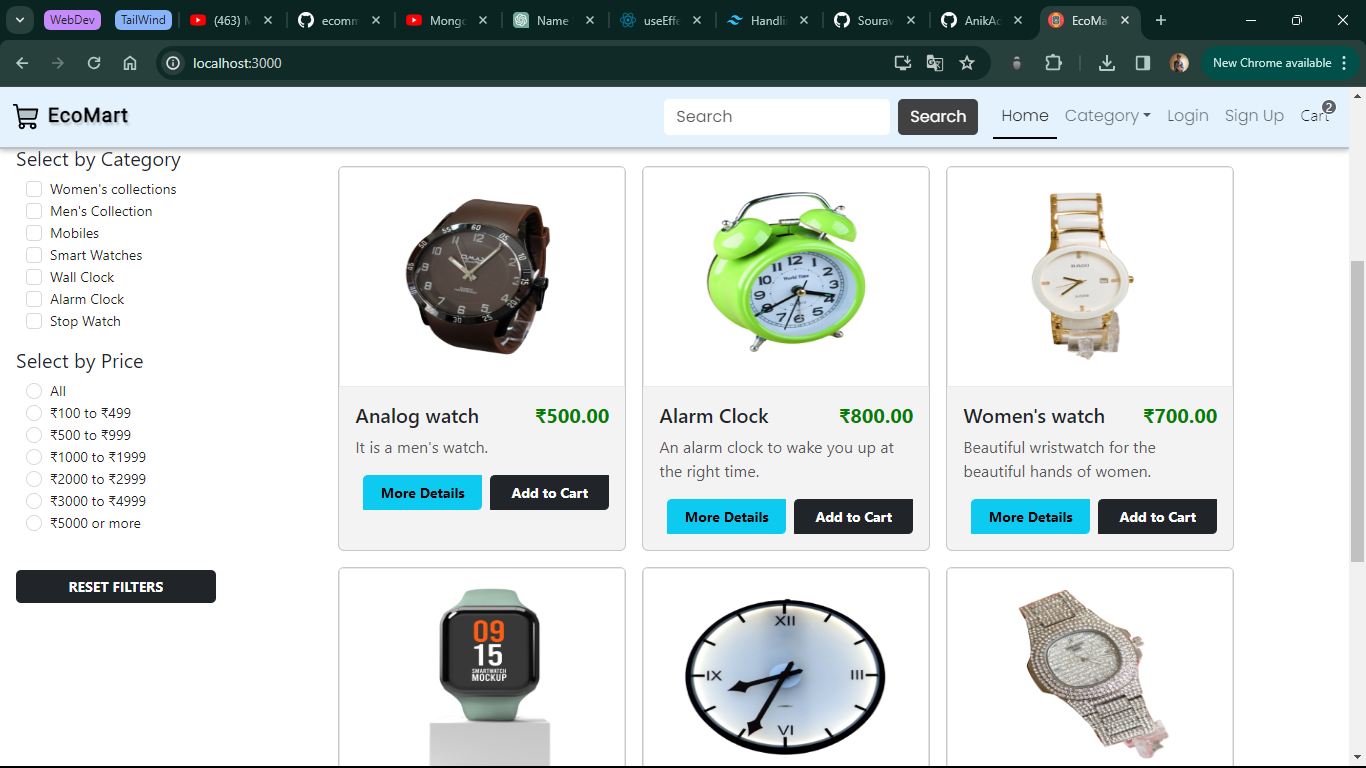 WebDev
TailWind
(463) M
ecomm
Mongo
Name
useEffe
Handli
Sourav
AnikAc
EcoMa
localhost:3000
New Chrome available
EcoMart
Search
Search
Home
Category
Login
Sign Up
Cart
2
Select by Category
Women's collections
Men's Collection
Mobiles
Smart Watches
Wall Clock
Alarm Clock
Stop Watch
Select by Price
All
₹100 to ₹499
₹500 to ₹999
₹1000 to ₹1999
₹2000 to ₹2999
₹3000 to ₹4999
₹5000 or more
RESET FILTERS
Analog watch ₹500.00
It is a men's watch.
More Details Add to Cart
Alarm Clock ₹800.00
An alarm clock to wake you up at
the right time.
More Details Add to Cart
Women's watch ₹700.00
Beautiful wristwatch for the
beautiful hands of women.
More Details Add to Cart
09
15
SMARTWATCH
MOCKUP
XII
IX
III
VI